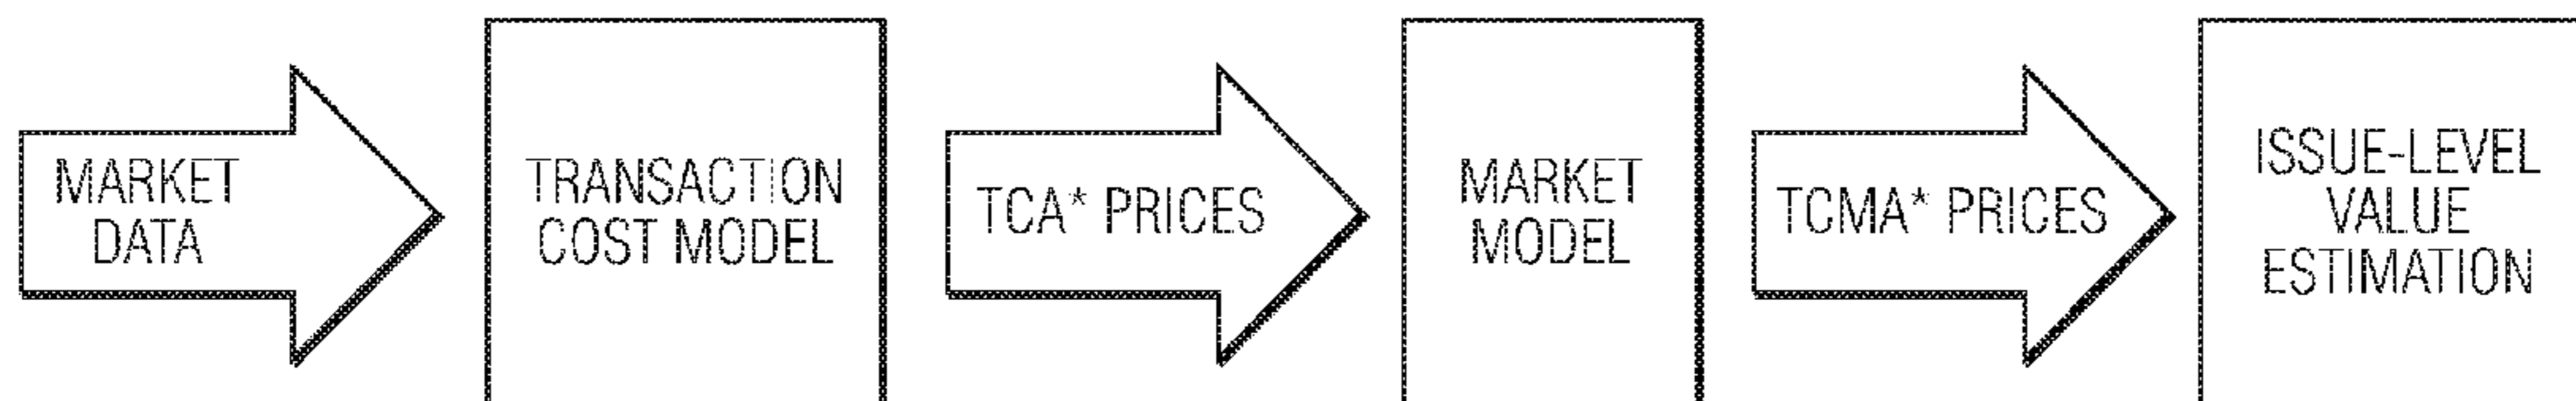 MARKET
DATA
TRANSACTION
COST MODEL
TCA* PRICES
MARKET
MODEL
TCMA* PRICES
ISSUE-LEVEL
VALUE
ESTIMATION